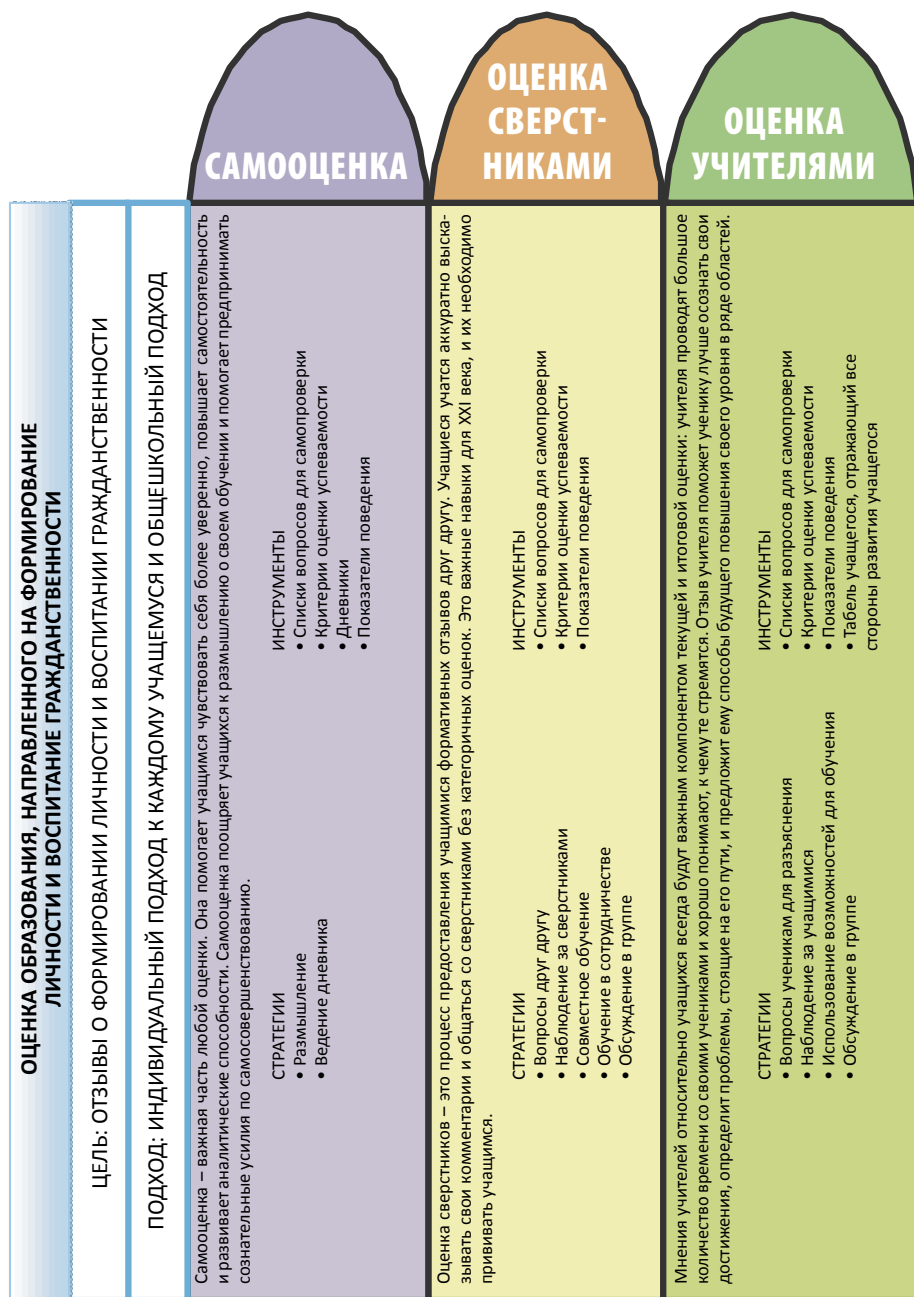 ОЦЕНКА ОБРАЗОВАНИЯ, НАПРАВЛЕННОГО НА ФОРМИРОВАНИЕ
ЛИЧНОСТИ И ВОСПИТАНИЕ ГРАЖДАНСТВЕННОСТИ
ЦЕЛЬ: ОТЗЫВЫ О ФОРМИРОВАНИИ ЛИЧНОСТИ И ВОСПИТАНИИ ГРАЖДАНСТВЕННОСТИ
ПОДХОД: ИНДИВИДУАЛЬНЫЙ ПОДХОД К КАЖДОМУ УЧАЩЕМУСЯ И ОБЩЕШКОЛЬНЫЙ ПОДХОД
САМООЦЕНКА
Самооценка – важная часть любой оценки. Она помогает учащимся чувствовать себя более уверенно, повышает самостоятельность
и развивает аналитические способности. Самооценка поощряет учащихся к размышлению о своем обучении и помогает предпринимать
сознательные усилия по самосовершенствованию.
СТРАТЕГИИ
• Размышление
• Ведение дневника
ИНСТРУМЕНТЫ
• Списки вопросов для самопроверки
• Критерии оценки успеваемости
• Дневники
• Показатели поведения
ОЦЕНКА
СВЕРСТ-
НИКАМИ
Оценка сверстников – это процесс предоставления учащимися формативных отзывов друг другу. Учащиеся учатся аккуратно выска-
зывать свои комментарии и общаться со сверстниками без категоричных оценок. Это важные навыки для XXI века, и их необходимо
прививать учащимся.
СТРАТЕГИИ
• Вопросы друг другу
• Наблюдение за сверстниками
• Совместное обучение
• Обучение в сотрудничестве
• Обсуждение в группе
ИНСТРУМЕНТЫ
• Списки вопросов для самопроверки
• Критерии оценки успеваемости
• Показатели поведения
ОЦЕНКА
УЧИТЕЛЯМИ
Мнения учителей относительно учащихся всегда будут важным компонентом текущей и итоговой оценки: учителя проводят большое
количество времени со своими учениками и хорошо понимают, к чему те стремятся. Отзыв учителя поможет ученику лучше осознать свои
достижения, определит проблемы, стоящие на его пути, и предложит ему способы будущего повышения своего уровня в ряде областей.
СТРАТЕГИИ
• Вопросы ученикам для разъяснения
• Наблюдение за учащимися
• Использование возможностей для обучения
• Обсуждение в группе
ИНСТРУМЕНТЫ
• Списки вопросов для самопроверки
• Критерии оценки успеваемости
• Показатели поведения
• Табель учащегося, отражающий все
стороны развития учащегося